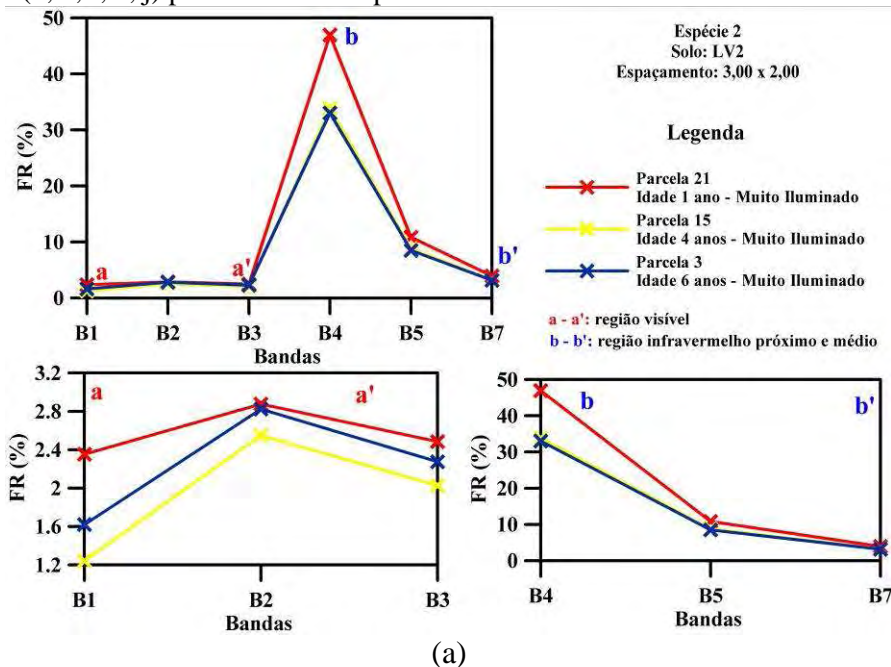 b
50
40
30
20
10
0
FR (%)
a
a'
b'
B1 B2 B3 B4 B5 B7
Bandas
Espécie 2
Solo: LV2
Espaçamento: 3,00 x 2,00
Legenda
Parcela 21
Idade 1 ano - Muito Iluminado
Parcela 15
Idade 4 anos - Muito Iluminado
Parcela 3
Idade 6 anos - Muito Iluminado
a - a': região visível
b - b': região infravermelho próximo e médio
3.2
2.8
2.4
2
1.6
1.2
FR (%)
a
a'
B1 B2 B3
Bandas
50
40
30
20
10
0
FR (%)
b
b'
B4 B5 B7
Bandas
(a)